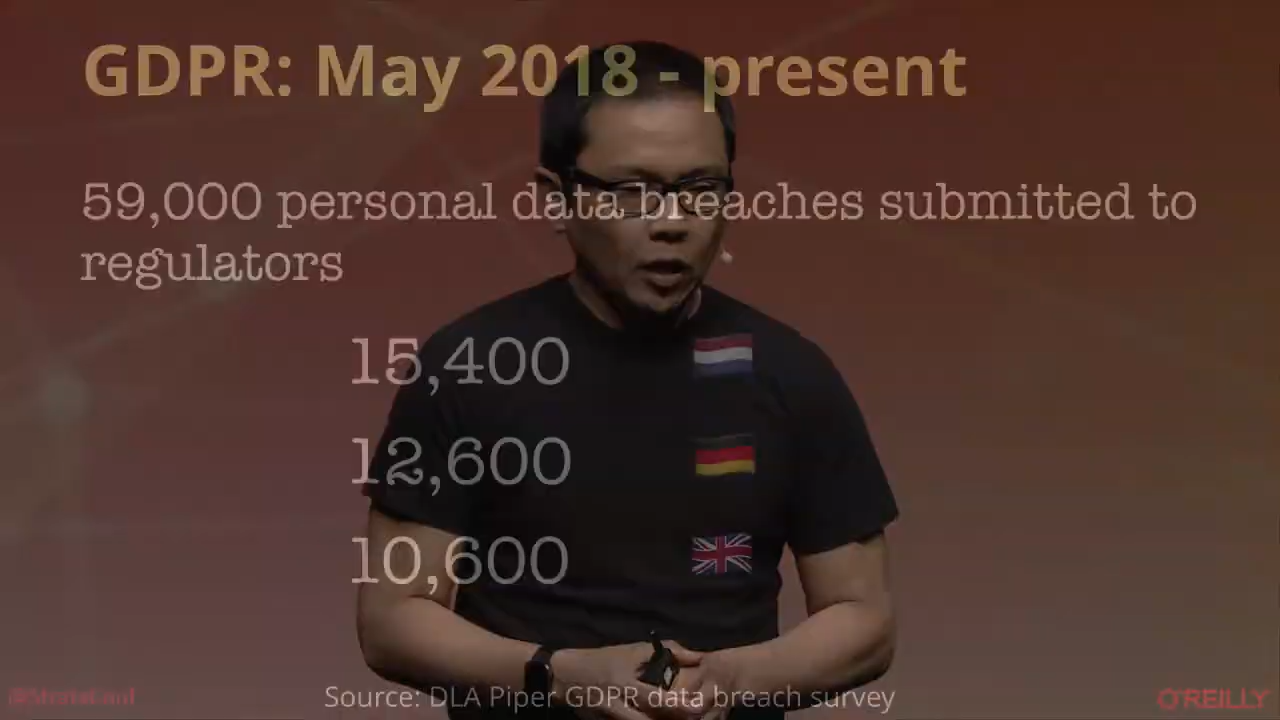 GDPR: May 2018 - present
59,000 personal data breaches submitted to
regulators
15,400
12,600
10,600
@StrataConf
Source: DLA Piper GDPR data breach survey
O'REILLY